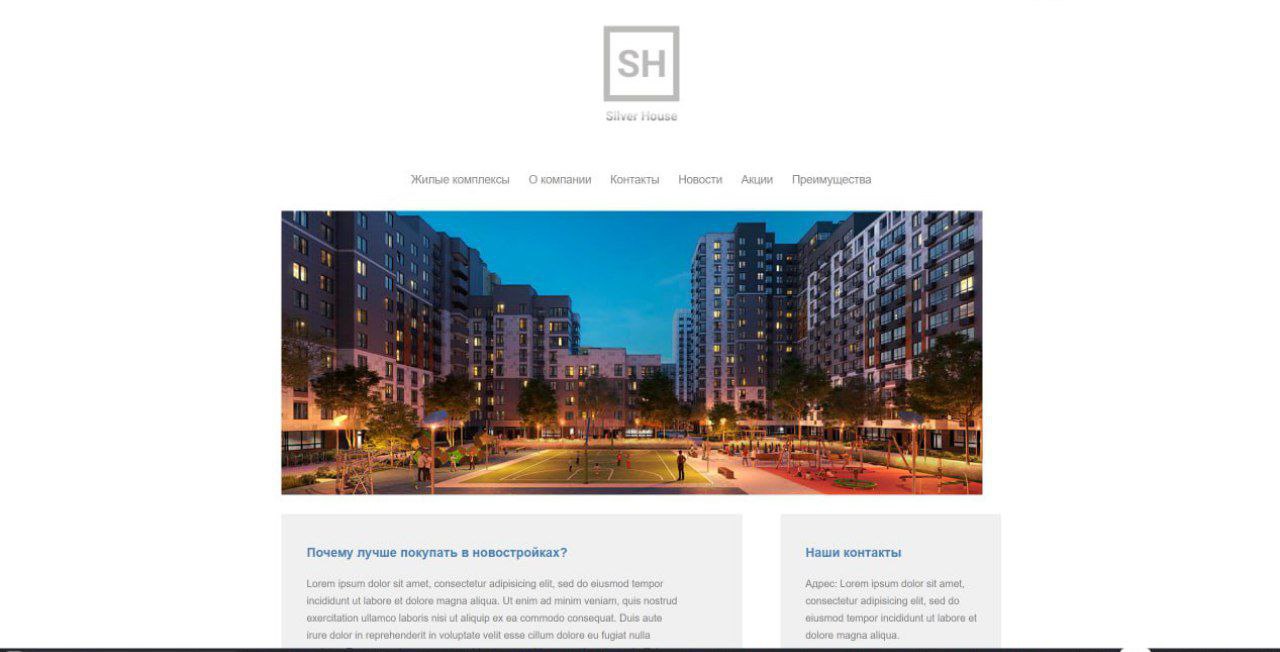 SH
Silver House
Жилые комплексы О компании Контакты Новости Акции Преимущества
Почему лучше покупать в новостройках?
Lorem ipsum dolor sit amet, consectetur adipisicing elit, sed do eiusmod tempor
incididunt ut labore et dolore magna aliqua. Ut enim ad minim veniam, quis nostrud
exercitation ullamco laboris nisi ut aliquip ex ea commodo consequat. Duis aute
irure dolor in reprehenderit in voluptate velit esse cillum dolore eu fugiat nulla
Наши контакты
Адрес: Lorem ipsum dolor sit amet,
consectetur adipisicing elit, sed do
eiusmod tempor incididunt ut labore et
dolore magna aliqua.